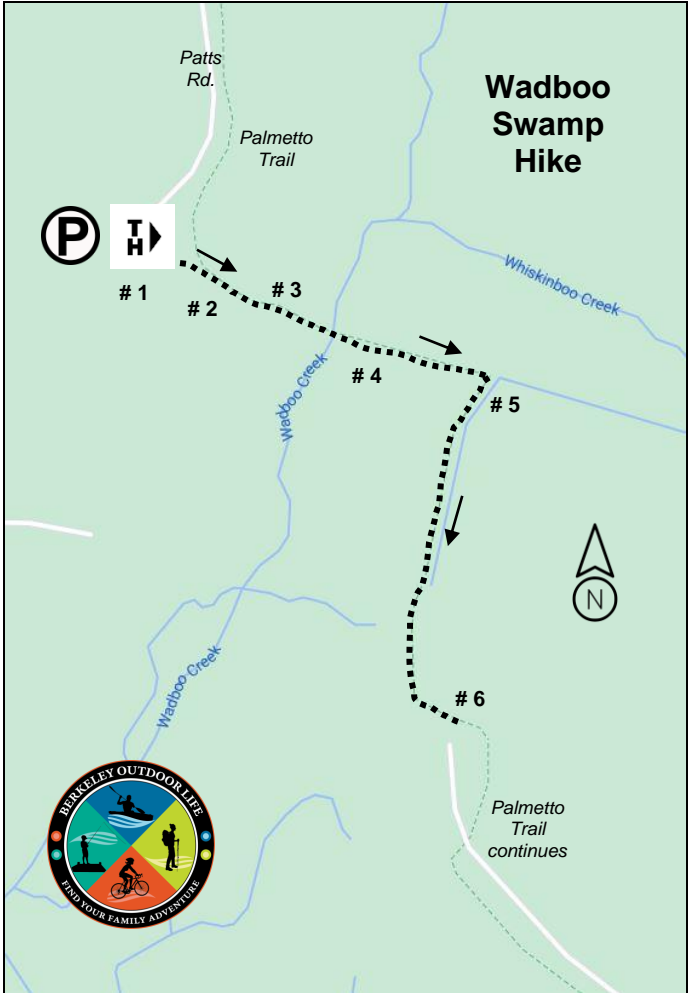 Patts
Rd.
Wadboo
Swamp
Hike
Palmetto
Trail
P
TH
# 1
# 2
# 3
Whiskinboo Creek
Wadboo Creek
# 4
# 5
N
Wadboo Creek
# 6
BERKELEY OUTDOOR LIFE
FIND YOUR FAMILY ADVENTURE
Palmetto
Trail
continues